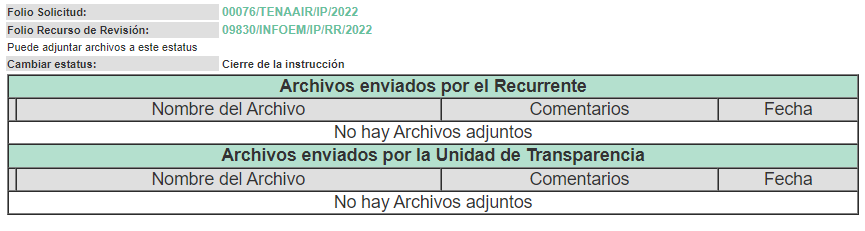 Folio Solicitud: 00076/TENAAIR/IP/2022
Folio Recurso de Revisión: 09830/INFOEM/IP/RR/2022
Puede adjuntar archivos a este estatus
Cambiar estatus: Cierre de la instrucción
Archivos enviados por el Recurrente
Nombre del Archivo Comentarios Fecha
No hay Archivos adjuntos
Archivos enviados por la Unidad de Transparencia
Nombre del Archivo Comentarios Fecha
No hay Archivos adjuntos